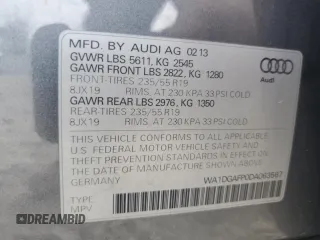 MFD. BY AUDI AG 02 13
GVWR LBS 5611, KG 2545
GAWR FRONT LBS 2822, KG 1280
FRONT-TIRES 235/55 R19
8JX19 RIMS, AT 230 KPA 33 PSI COLD
GAWR REAR LBS 2976, KG 1350
REAR-TIRES 235/55 R19
8JX19 RIMS, AT 230 KPA 33 PSI COLD
Audi
THIS VEHICLE CONFORMS TO ALL APPLICABLE
U.S. FEDERAL MOTOR VEHICLE SAFETY
AND THEFT PREVENTION STANDARDS IN EFFECT ON
THE DATE OF MANUFACTURE SHOWN ABOVE
GERMANY
TYPE
MPV
DREAMBID